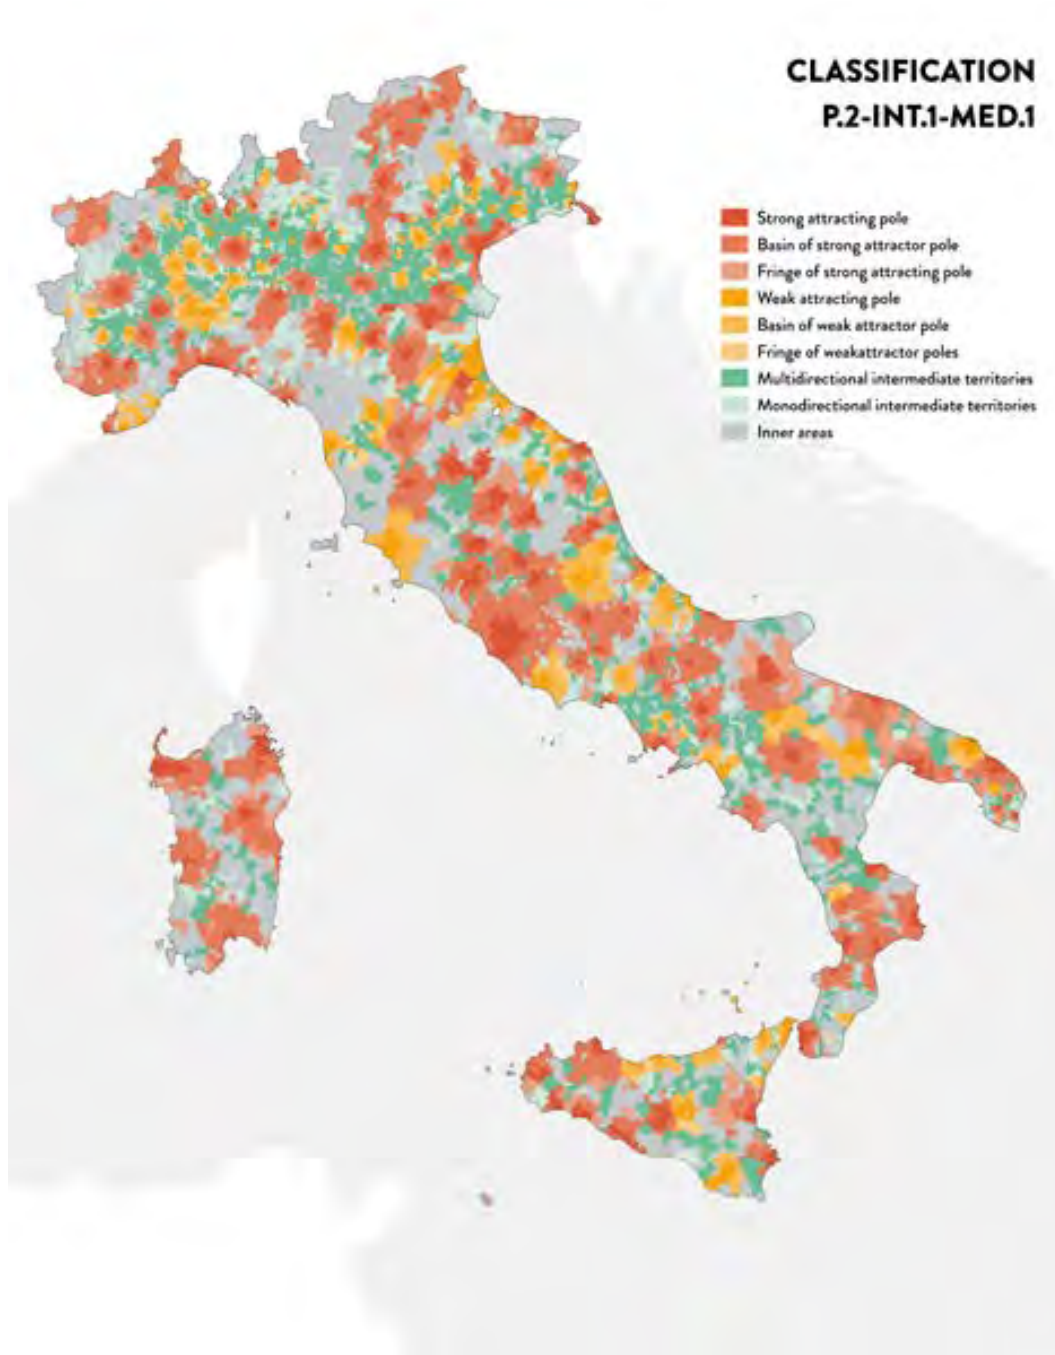 CLASSIFICATION
P.2-INT.1-MED.1
Strong attracting pole
Basin of strong attractor pole
Fringe of strong attracting pole
Weak attracting pole
Basin of weak attractor pole
Fringe of weakattractor poles
Multidirectional intermediate territories
Monodirectional intermediate territories
Inner areas